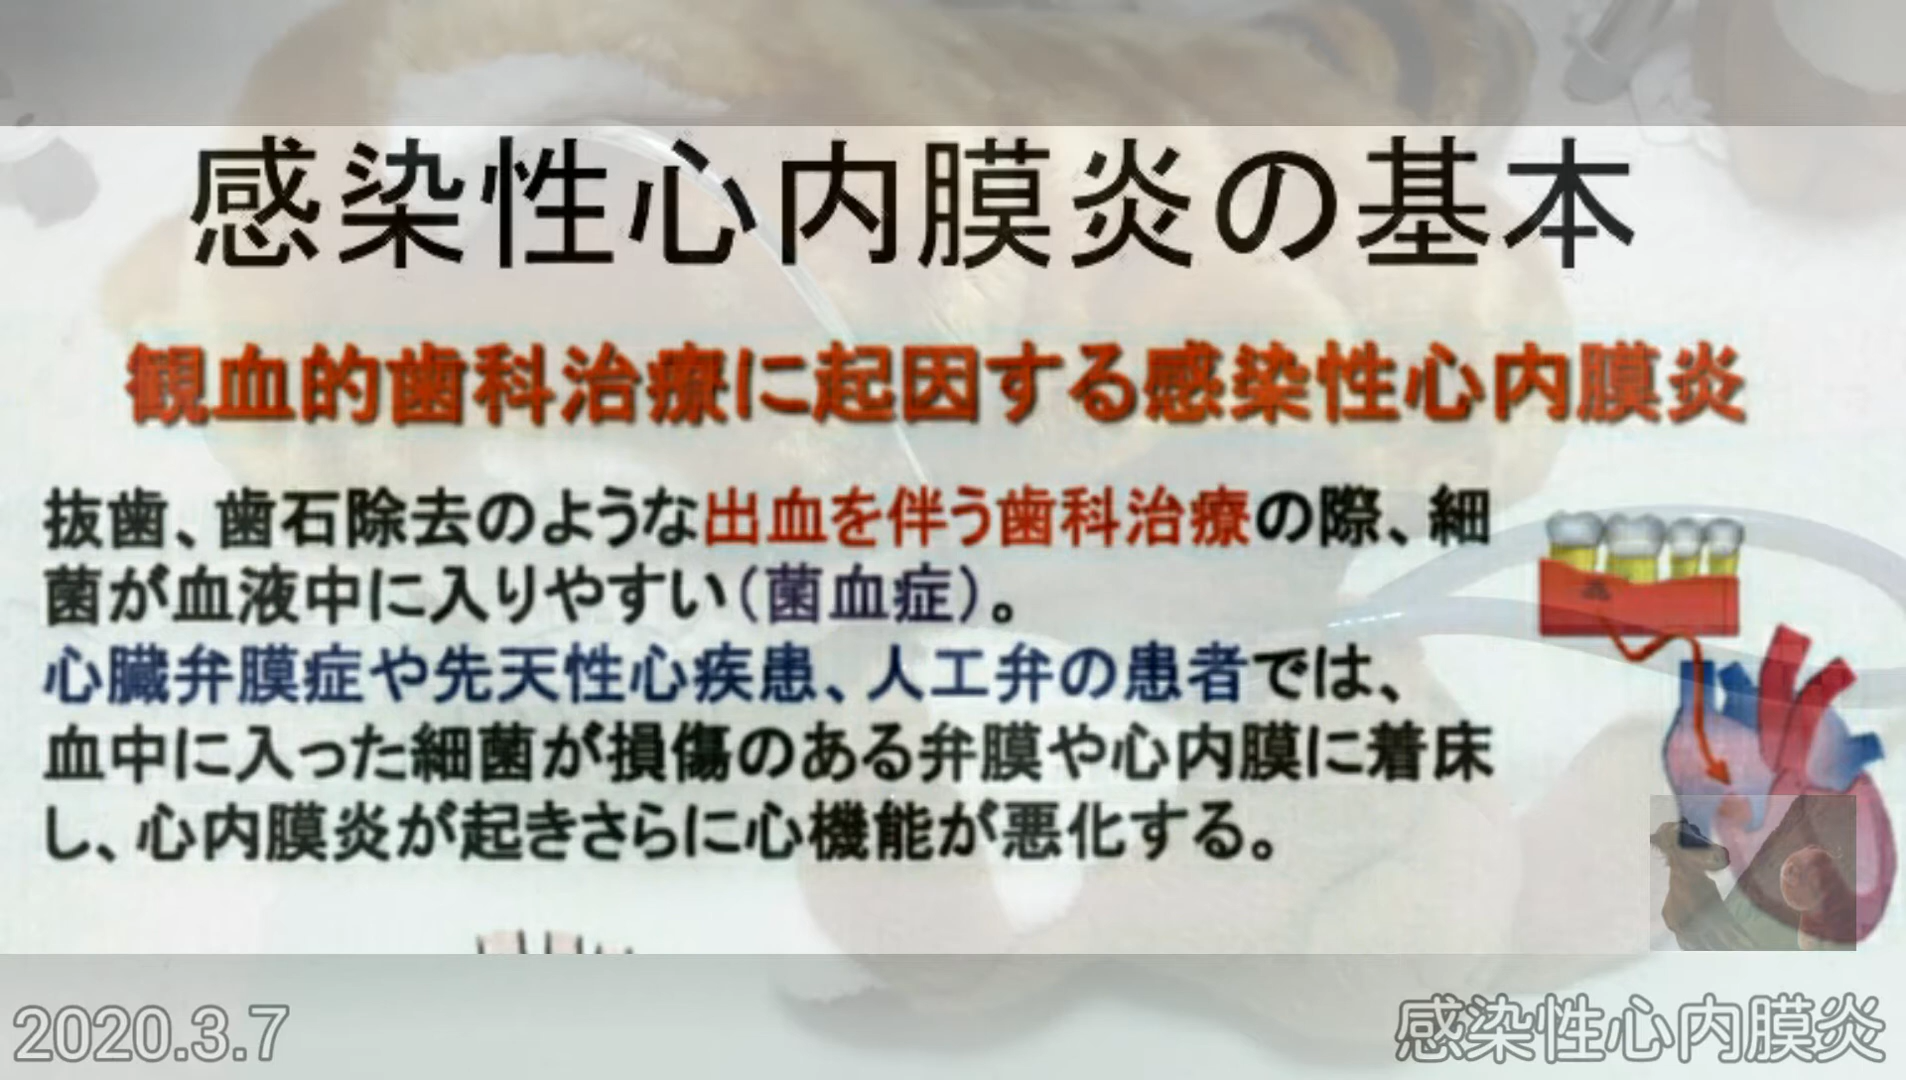 感染性心内膜炎の基本
観血的歯科治療に起因する感染性心内膜炎
抜歯、歯石除去のような出血を伴う歯科治療の際、細
菌が血液中に入りやすい(菌血症)。
心臓弁膜症や先天性心疾患、人工弁の患者では、
血中に入った細菌が損傷のある弁膜や心内膜に着床
し、心内膜炎が起きさらに心機能が悪化する。
2020.3.7
感染性心内膜炎